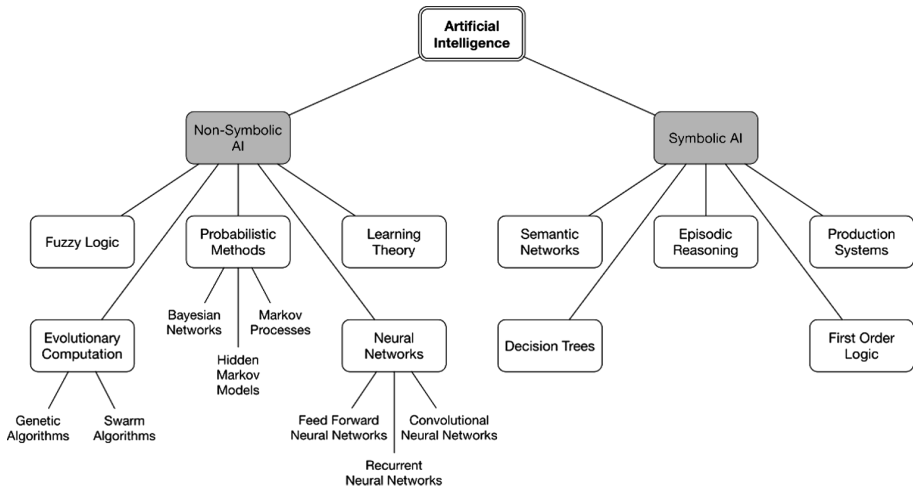 Artificial
Intelligence
Non-Symbolic
AI
Symbolic AI
Fuzzy Logic
Probabilistic
Methods
Learning
Theory
Semantic
Networks
Episodic
Reasoning
Production
Systems
Bayesian
Networks
Markov
Processes
Hidden
Markov
Models
Evolutionary
Computation
Neural
Networks
Decision Trees
First Order
Logic
Genetic
Algorithms
Swarm
Algorithms
Feed Forward
Neural Networks
Convolutional
Neural Networks
Recurrent
Neural Networks